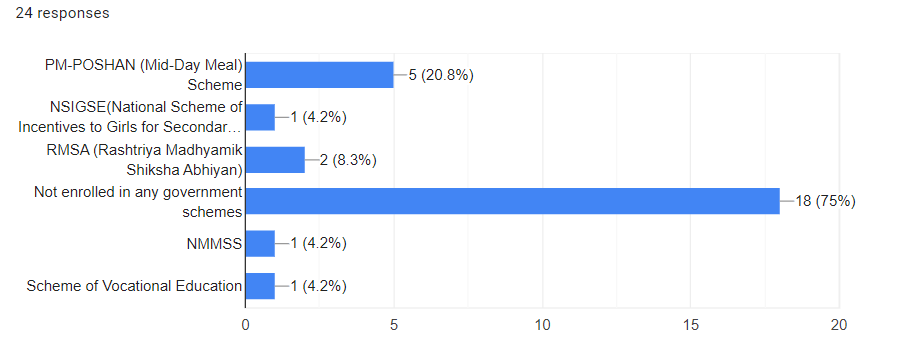 24 responses
PM-POSHAN (Mid-Day Meal)
Scheme
5 (20.8%)
NSIGSE(National Scheme of
Incentives to Girls for Secondar…
1 (4.2%)
RMSA (Rashtriya Madhyamik
Shiksha Abhiyan)
2 (8.3%)
Not enrolled in any government
schemes
18 (75%)
NMMSS
1 (4.2%)
Scheme of Vocational Education
1 (4.2%)
0 5 10 15 20